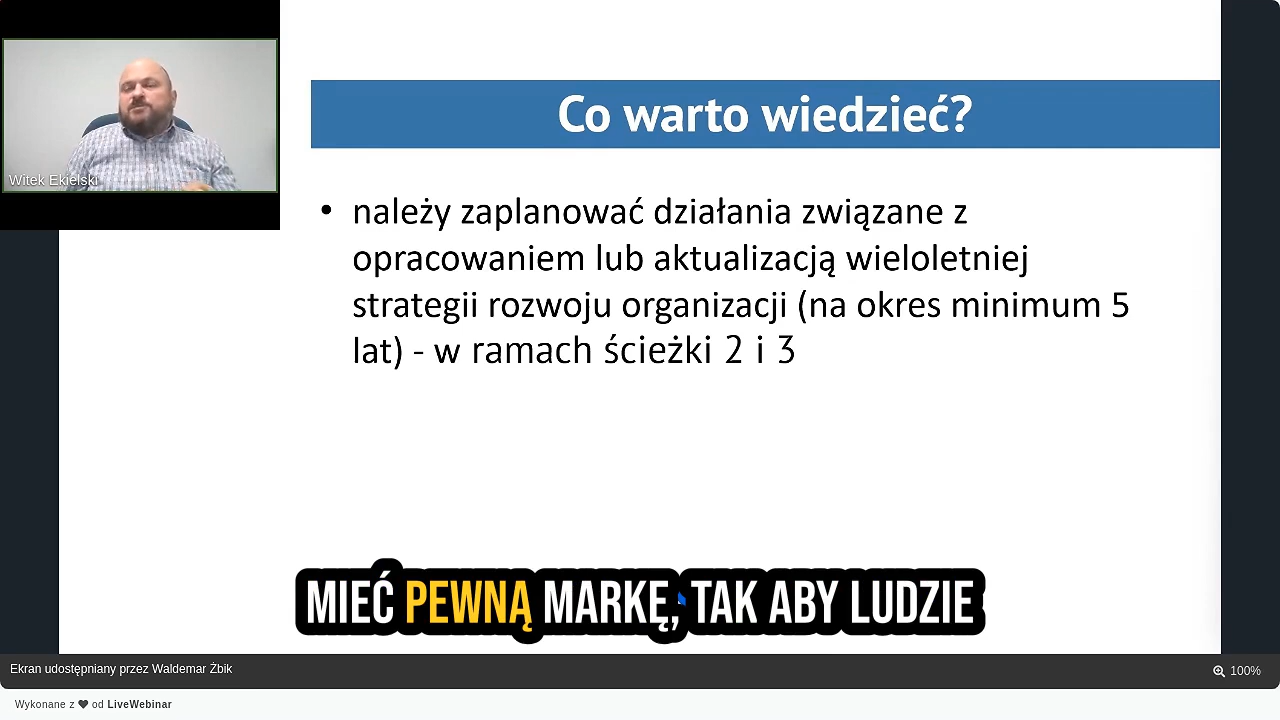 Witek Ekielski
Co warto wiedzieć?
• należy zaplanować działania związane z
opracowaniem lub aktualizacją wieloletniej
strategii rozwoju organizacji (na okres minimum 5
lat) - w ramach ścieżki 2 i 3
MIEĆ PEWNĄ MARKĘ, TAK ABY LUDZIE
Ekran udostępniany przez Waldemar Żbik
100%
Wykonane z ❤ od LiveWebinar